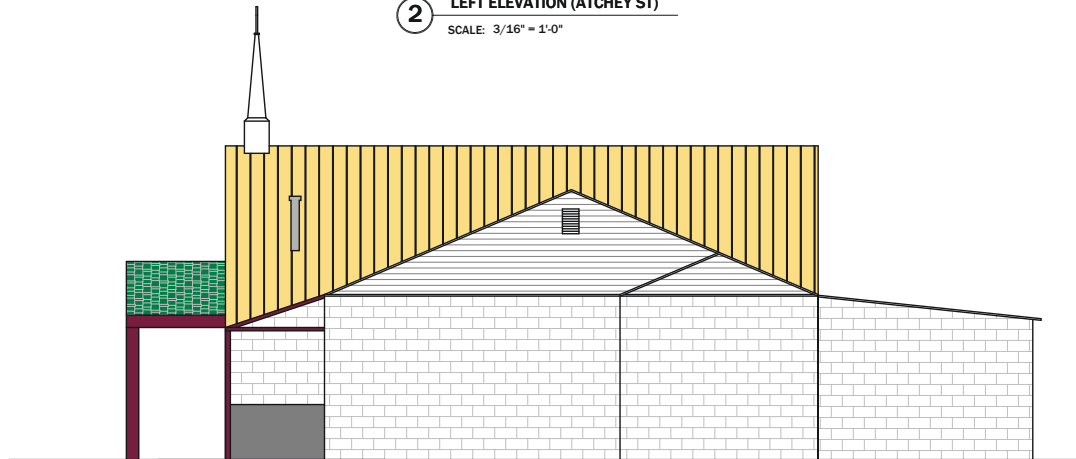 2
LEFT ELEVATION (ATCHEY ST)
SCALE: 3/16" = 1'-0"